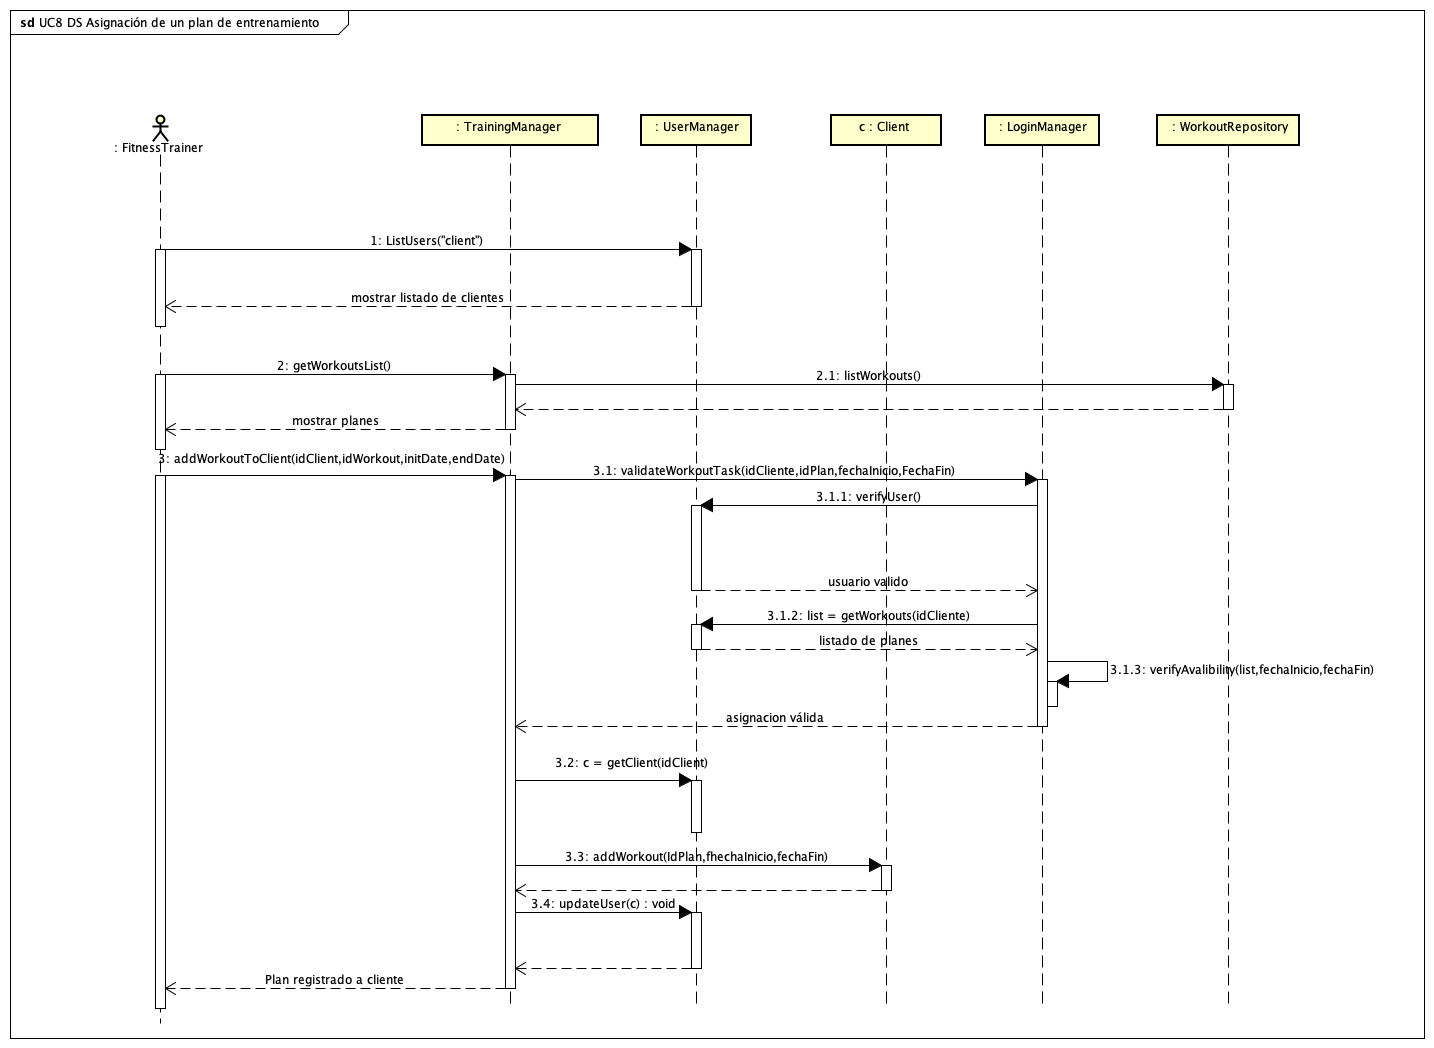 sd UC8 DS Asignación de un plan de entrenamiento
: FitnessTrainer
: TrainingManager
: UserManager
c : Client
: LoginManager
: WorkoutRepository
1: ListUsers("client")
mostrar listado de clientes
2: getWorkoutsList()
2.1: listWorkouts()
mostrar planes
3: addWorkoutToClient(idClient,idWorkout,initDate,endDate)
3.1: validateWorkoutTask(idCliente,idPlan,fechaInicio,FechaFin)
3.1.1: verifyUser()
usuario valido
3.1.2: list = getWorkouts(idCliente)
listado de planes
3.1.3: verifyAvalibility(list,fechaInicio,fechaFin)
asignacion válida
3.2: c = getClient(idClient)
3.3: addWorkout(IdPlan,fhechaInicio,fechaFin)
3.4: updateUser(c) : void
Plan registrado a cliente